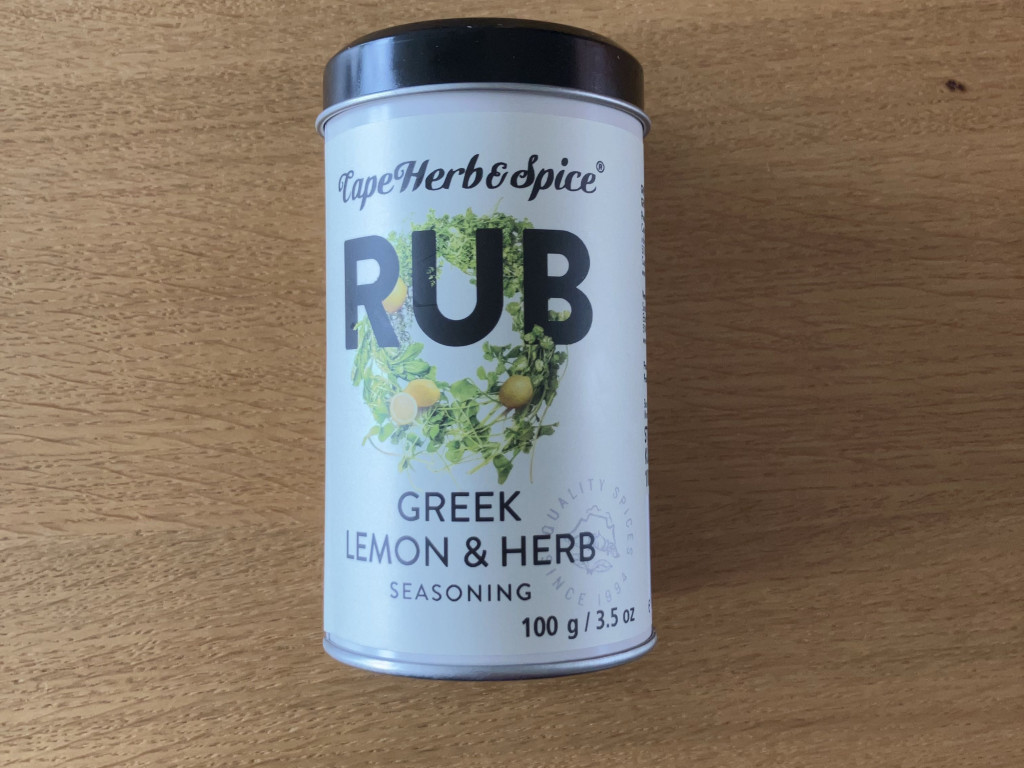 CapeHerb&Spice®
RUB
GREEK
LEMON & HERB
SEASONING
QUALITY SPICES
SINCE 1994
100 g / 3.5 oz